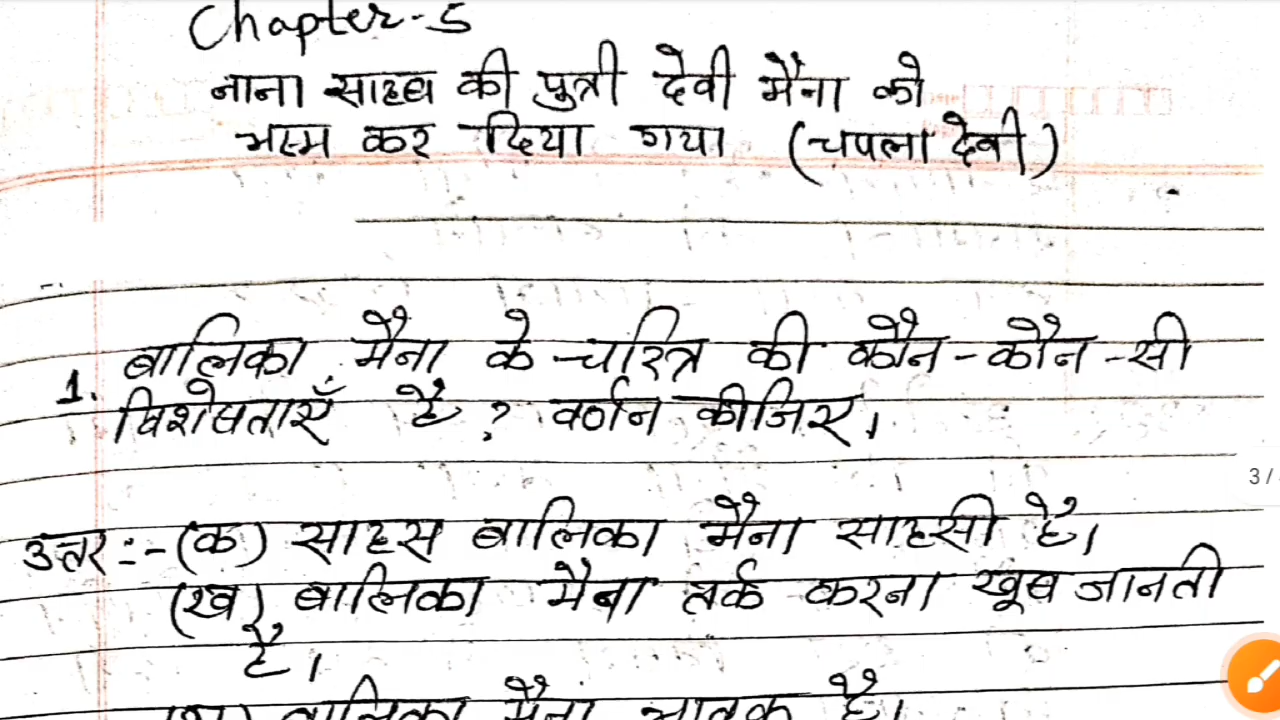 Chapter-5
नाना साहब की पुत्री देवी मैना को
भस्म कर दिया गया (चपला देवी)
बालिका मैना के चरित्र की कौन-कौन-सी
1. विशेषताएँ है? वर्णन कीजिए।
3/
उत्तर:-(क) साहस बालिका मैना साहसी है।
(ख) बालिका मैना तर्क करना खूब जानती
है।
बालिका मैना भावुक है।